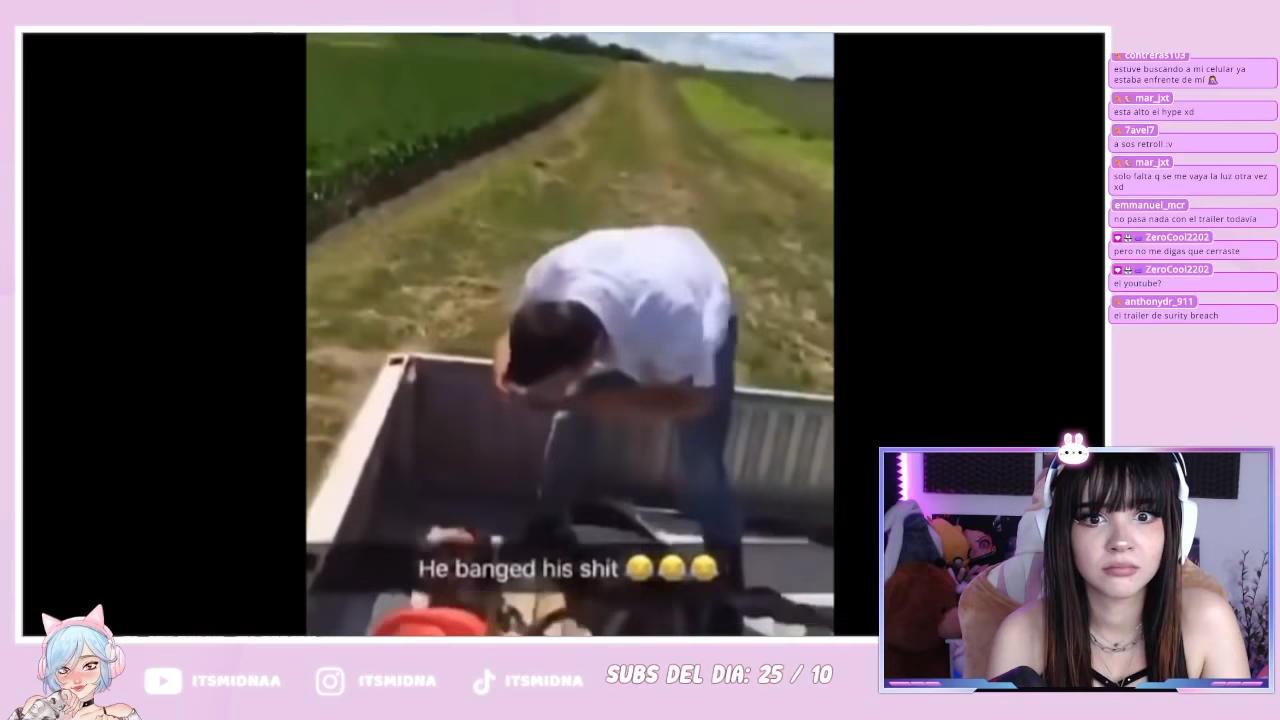 contreras103
estuve buscando a mi celular ya
estaba enfrente de mí
mar_jxt
esta alto el hype xd
7avel7
a sos retroll :v
mar_jxt
solo falta q se me vaya la luz otra vez
xd
emmanuel_mcr
no pasa nada con el trailer todavía
ZeroCool2202
pero no me digas que cerraste
ZeroCool2202
el youtube?
anthonydr_911
el trailer de surity breach
He banged his shit 😂😂😂
ITSMIDNAA
ITSMIDNA
ITSMIDNA
SUBS DEL DIA: 25 / 10